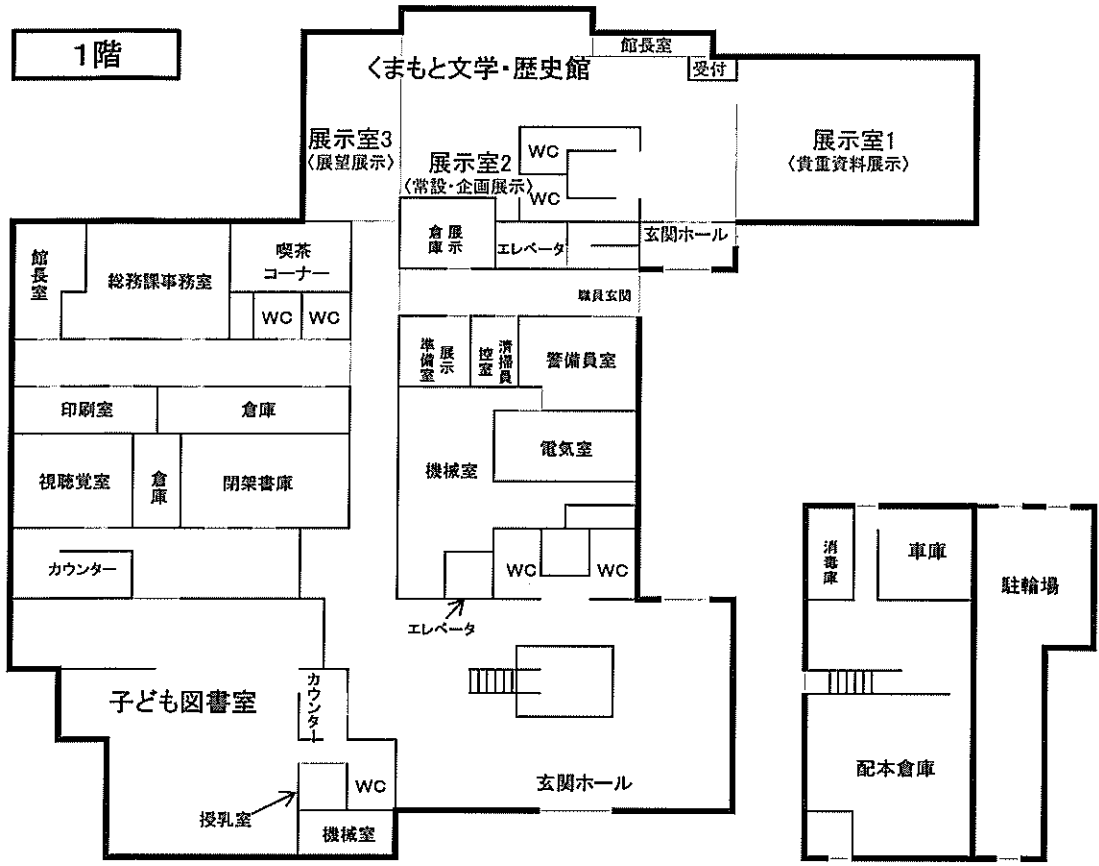 1階
館長室
くまもと文学・歴史館
受付
展示室3
〈展望展示〉
展示室2
〈常設・企画展示〉
WC
WC
展示室1
〈貴重資料展示〉
展示
倉庫
エレベータ
玄関ホール
館長室
総務課事務室
喫茶
コーナー
WC
WC
職員玄関
展示
準備室
清掃員
控室
警備員室
印刷室
倉庫
視聴覚室
倉庫
閉架書庫
機械室
電気室
カウンター
WC
WC
エレベータ
子ども図書室
カウンター
授乳室
WC
機械室
玄関ホール
消毒庫
車庫
駐輪場
配本倉庫